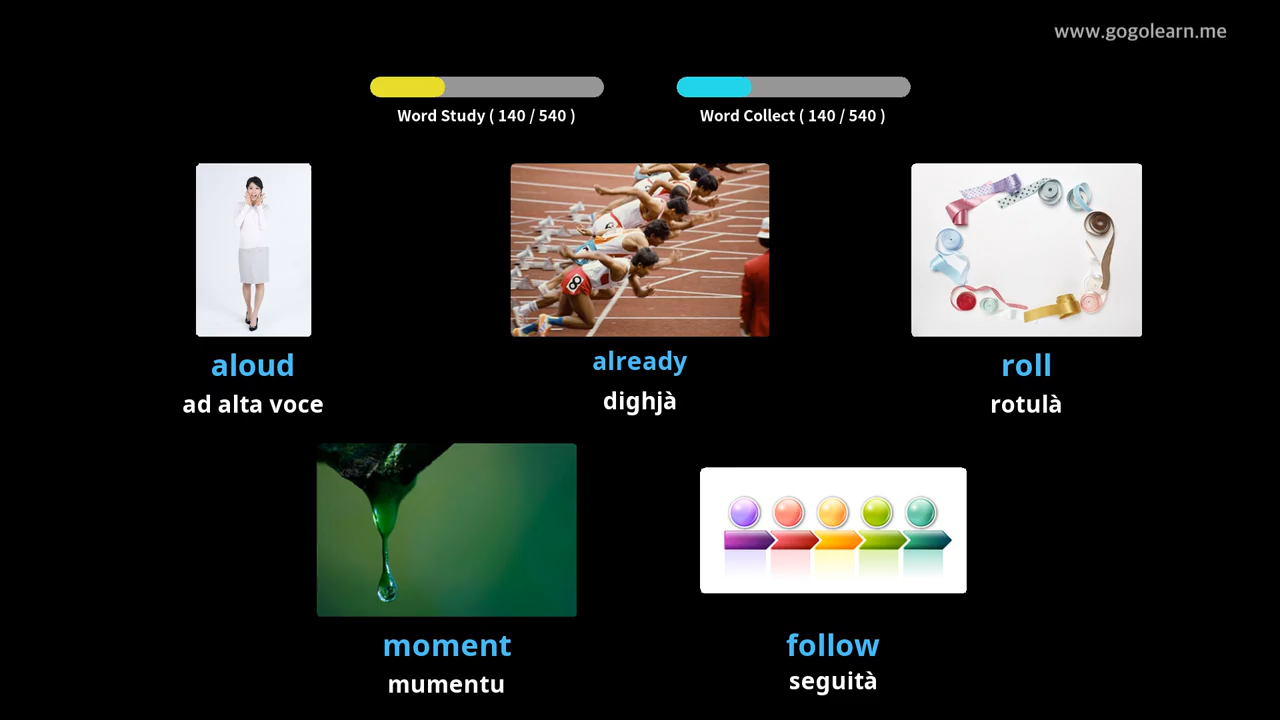 www.gogolearn.me
Word Study ( 140 / 540 )
Word Collect ( 140 / 540 )
aloud
ad alta voce
already
dighjà
roll
rotulà
moment
mumentu
follow
seguità